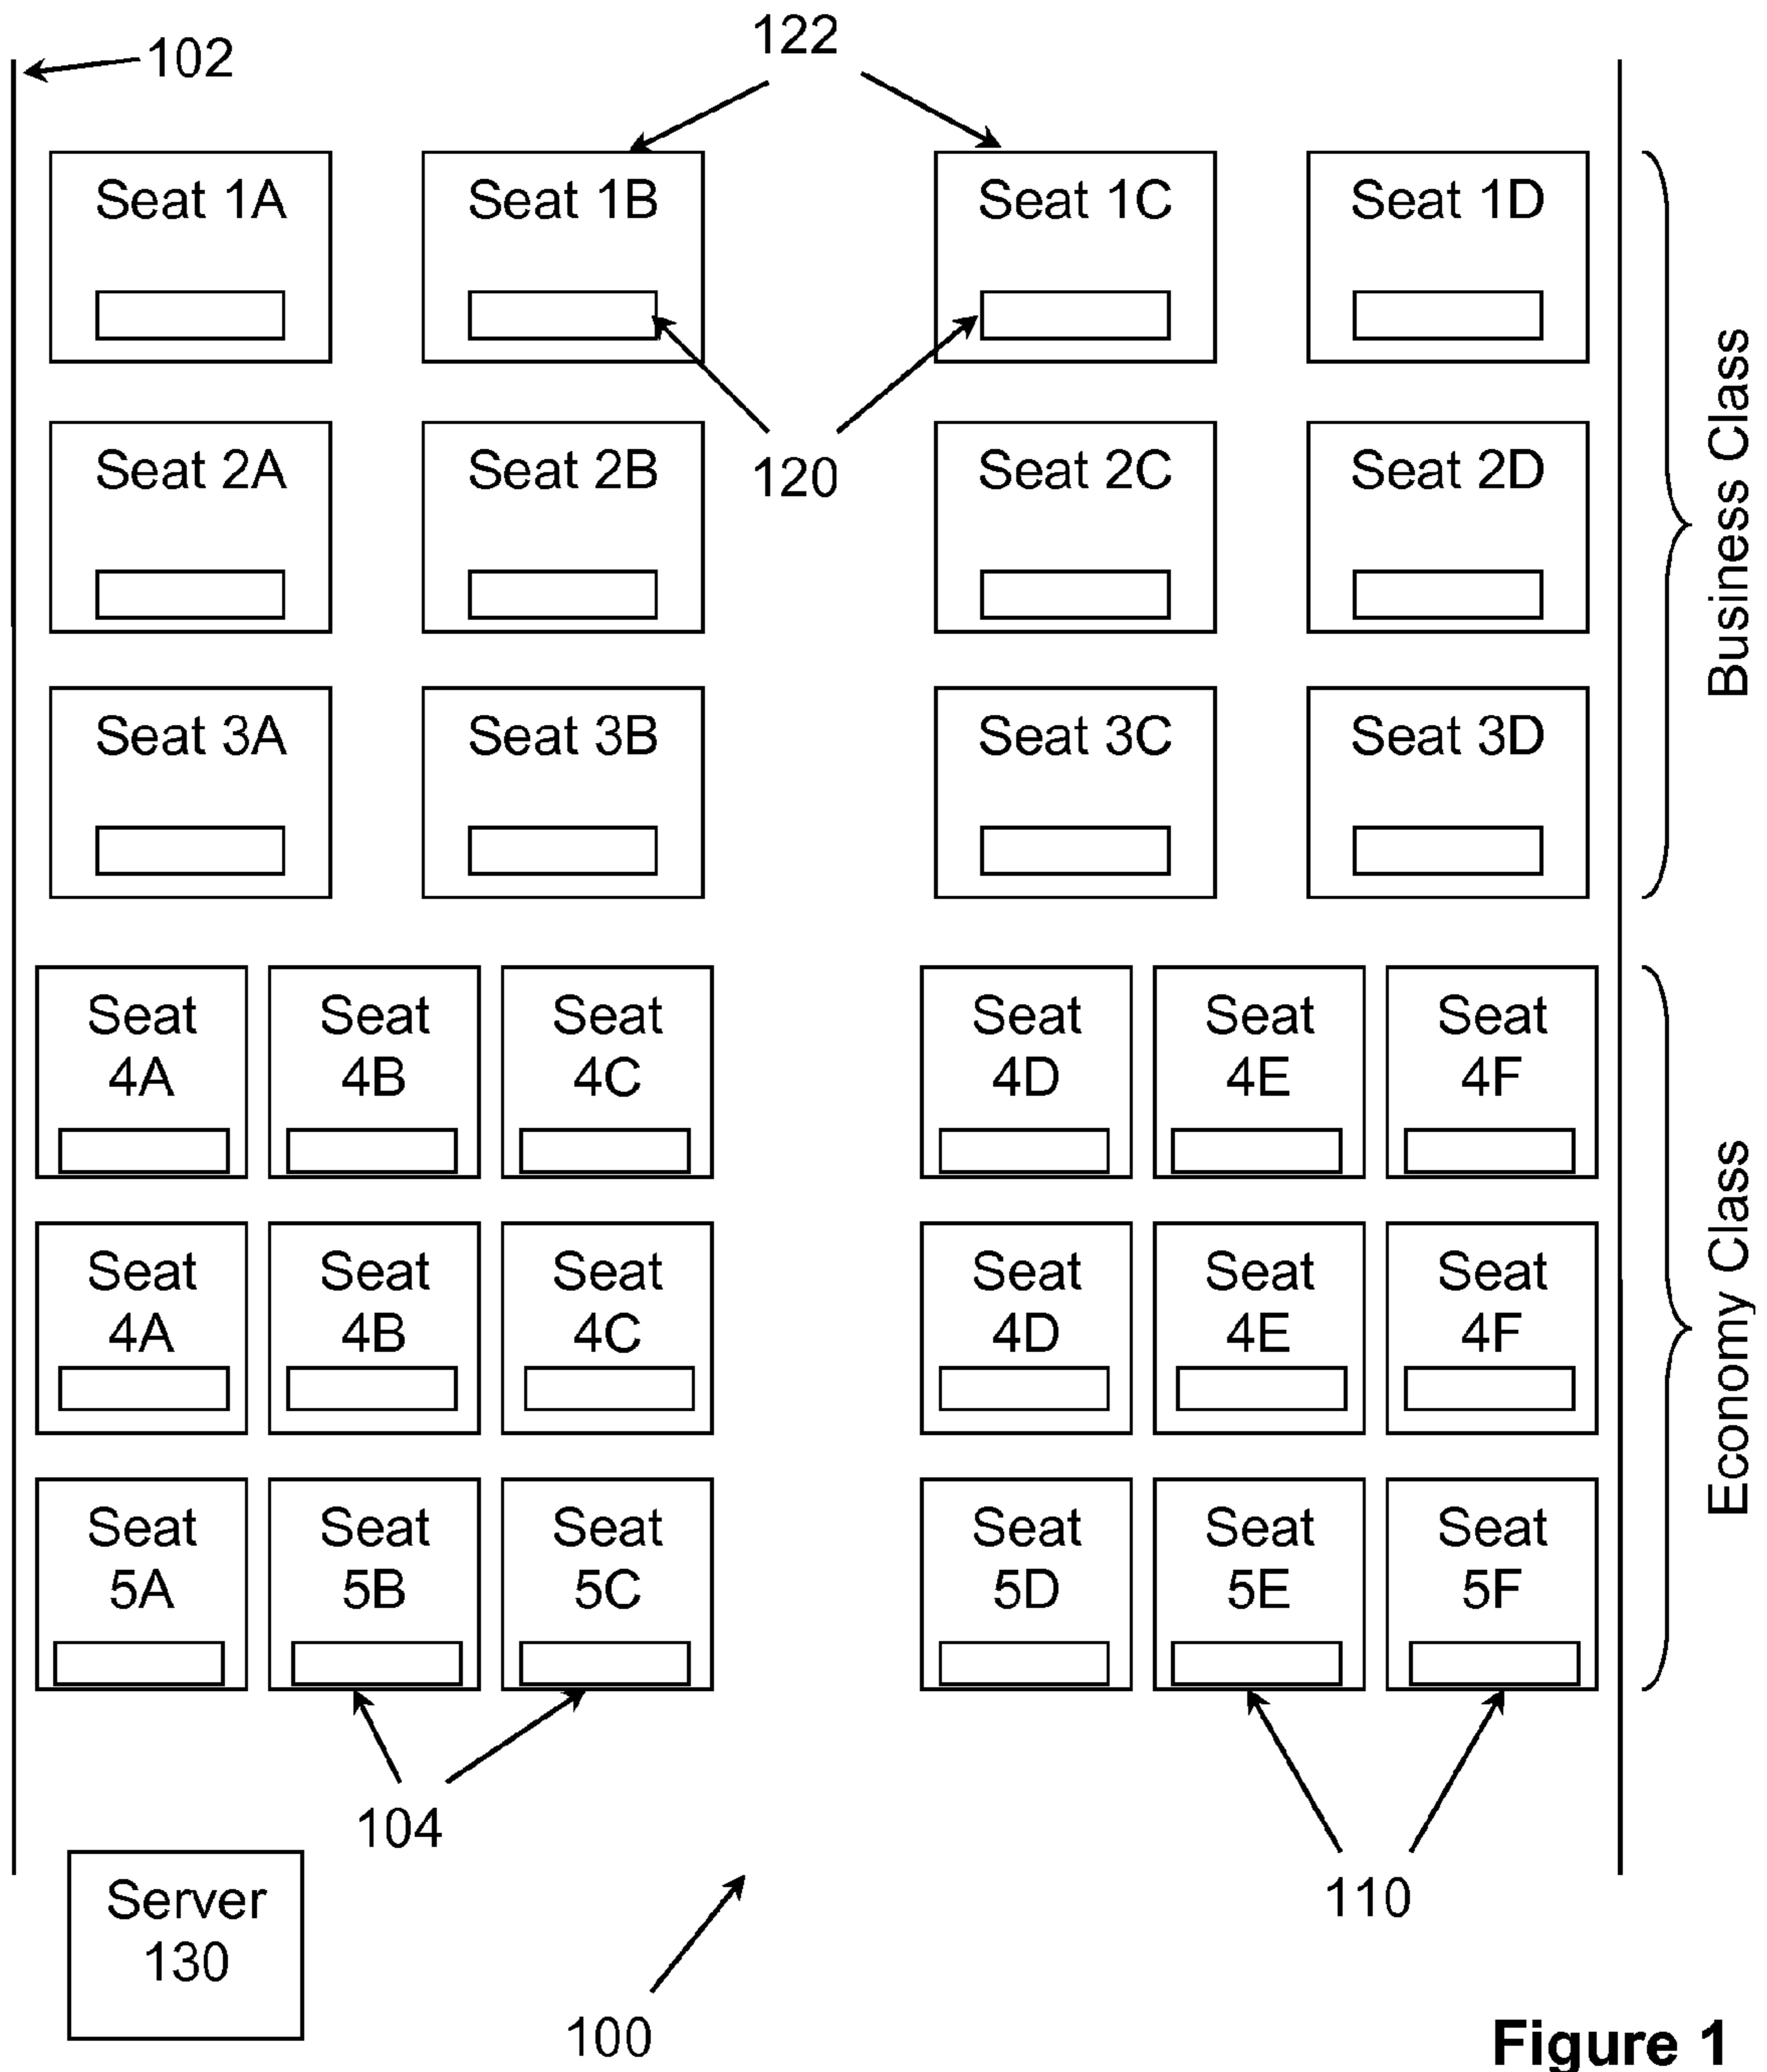 122
102
Seat 1A
Seat 1B
Seat 1C
Seat 1D
120
Seat 2A
Seat 2B
Seat 2C
Seat 2D
Seat 3A
Seat 3B
Seat 3C
Seat 3D
Business Class
Seat
4A
Seat
4B
Seat
4C
Seat
4D
Seat
4E
Seat
4F
Seat
4A
Seat
4B
Seat
4C
Seat
4D
Seat
4E
Seat
4F
Seat
5A
Seat
5B
Seat
5C
Seat
5D
Seat
5E
Seat
5F
Economy Class
104
110
Server
130
100
Figure 1